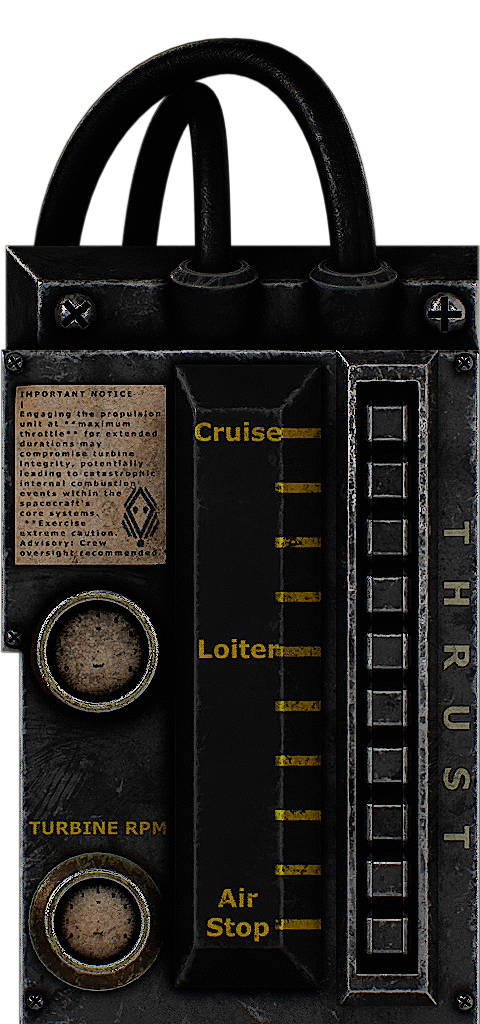 IMPORTANT NOTICE
Engaging the propulsion
unit at **maximum
throttle** for extended
durations may
compromise turbine
integrity, potentially
leading to catastrophic
internal combustion
events within the
spacecraft's
core systems.
**Exercise
extreme caution.
Advisory: Crew
oversight recommended.
Cruise
Loiter
Air
Stop
TURBINE RPM
THRUST